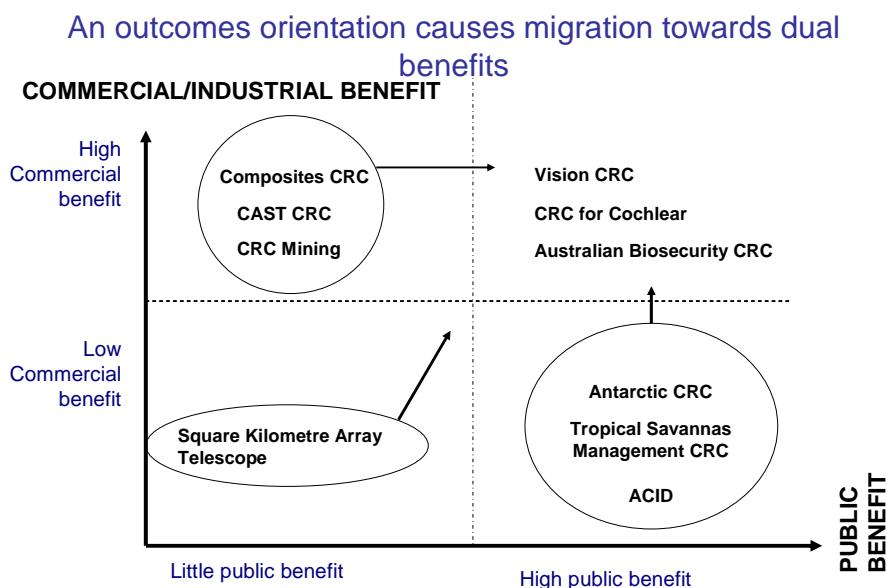 An outcomes orientation causes migration towards dual
benefits
COMMERCIAL/INDUSTRIAL BENEFIT
High
Commercial
benefit
Composites CRC
CAST CRC
CRC Mining
Vision CRC
CRC for Cochlear
Australian Biosecurity CRC
Low
Commercial
benefit
Square Kilometre Array
Telescope
Antarctic CRC
Tropical Savannas
Management CRC
ACID
PUBLIC
BENEFIT
Little public benefit
High public benefit